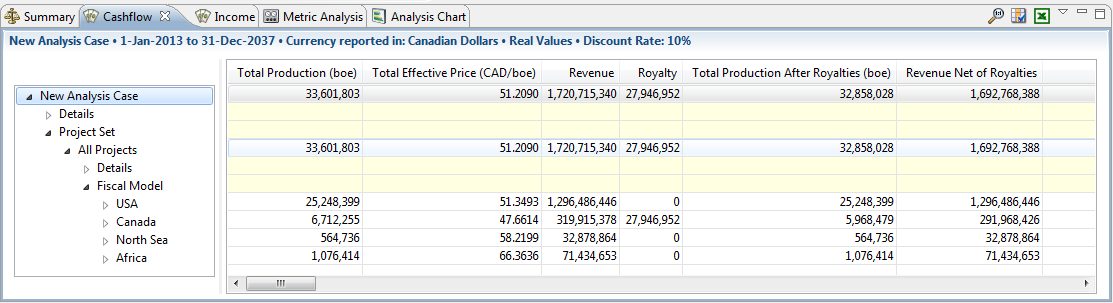 Summary Cashflow Income Metric Analysis Analysis Chart
New Analysis Case • 1-Jan-2013 to 31-Dec-2037 • Currency reported in: Canadian Dollars • Real Values • Discount Rate: 10%
Total Production (boe) Total Effective Price (CAD/boe) Revenue Royalty Total Production After Royalties (boe) Revenue Net of Royalties
New Analysis Case 33,601,803 51.2090 1,720,715,340 27,946,952 32,858,028 1,692,768,388
Details
Project Set
All Projects 33,601,803 51.2090 1,720,715,340 27,946,952 32,858,028 1,692,768,388
Details
Fiscal Model
USA 25,248,399 51.3493 1,296,486,446 0 25,248,399 1,296,486,446
Canada 6,712,255 47.6614 319,915,378 27,946,952 5,968,479 291,968,426
North Sea 564,736 58.2199 32,878,864 0 564,736 32,878,864
Africa 1,076,414 66.3636 71,434,653 0 1,076,414 71,434,653